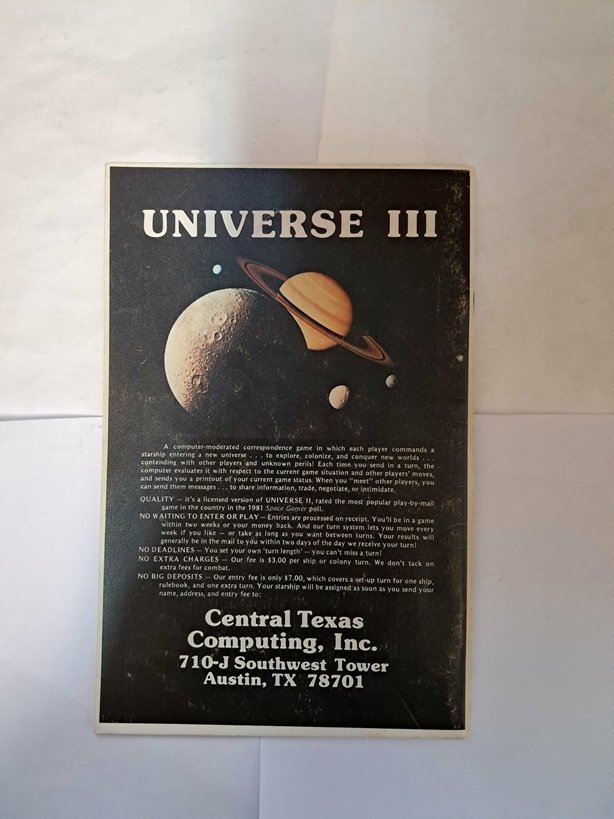 UNIVERSE III
A computer-moderated correspondence game in which each player commands a
starship entering a new universe . . . to explore, colonize, and conquer new worlds . . .
contending with other players and unknown perils! Each time you send in a turn, the
computer evaluates it with respect to the current game situation and other players' moves,
and sends you a printout of your current game status. When you "meet" other players, you
can send them messages . . . to share information, trade, negotiate, or intimidate.
QUALITY — it's a licensed version of UNIVERSE II, rated the most popular play-by-mail
game in the country in the 1981 Space Gamer poll.
NO WAITING TO ENTER OR PLAY — Entries are processed on receipt. You'll be in a game
within two weeks or your money back. And our turn system lets you move every
week if you like — or take as long as you want between turns. Your results will
generally be in the mail to you within two days of the day we receive your turn!
NO DEADLINES — You set your own 'turn length' — you can't miss a turn!
NO EXTRA CHARGES — Our fee is $3.00 per ship or colony turn. We don't tack on
extra fees for combat.
NO BIG DEPOSITS — Our entry fee is only $7.00, which covers a set-up turn for one ship,
rulebook, and one extra turn. Your starship will be assigned as soon as you send your
name, address, and entry fee to:
Central Texas
Computing, Inc.
710-J Southwest Tower
Austin, TX 78701